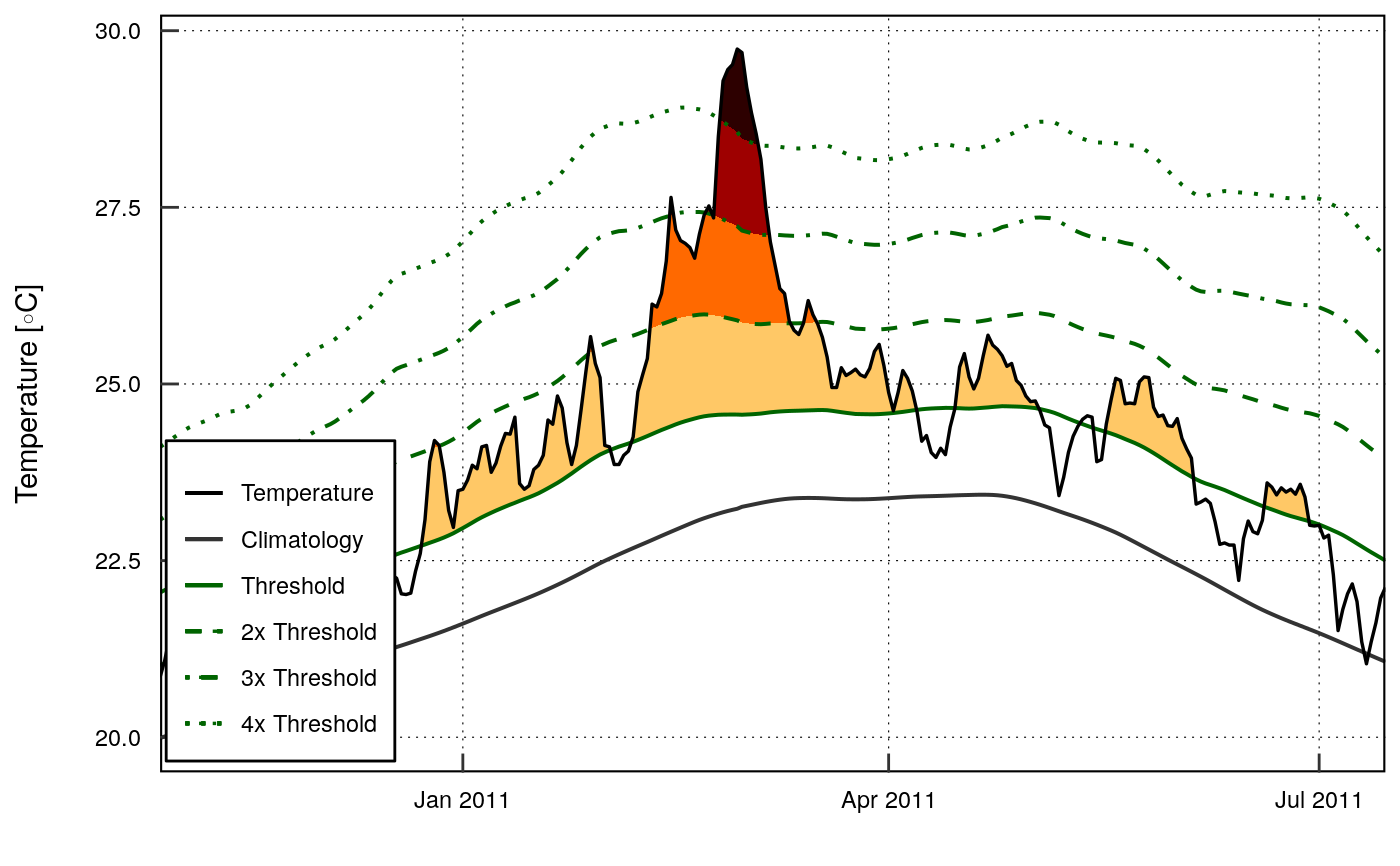 Temperature [◦C]
30.0
27.5
25.0
22.5
20.0
Temperature
Climatology
Threshold
2x Threshold
3x Threshold
4x Threshold
Jan 2011
Apr 2011
Jul 2011